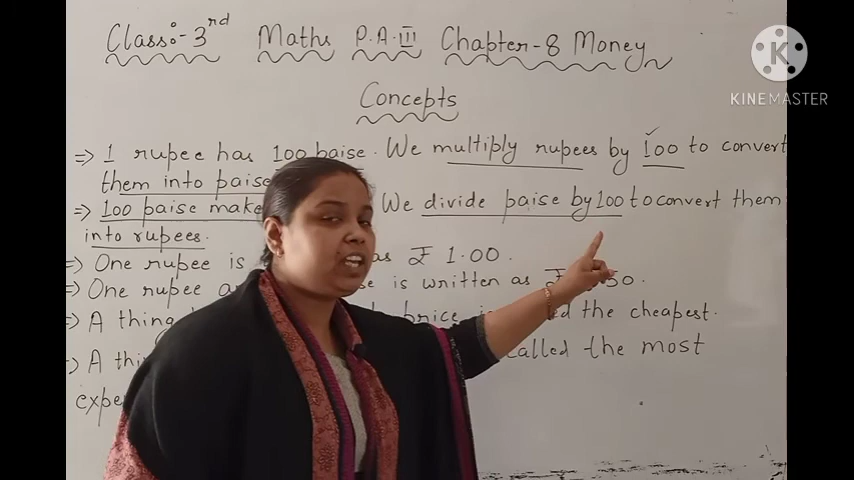 Class:- 3rd Maths P.A-III Chapter-8 Money
K
KINEMASTER
Concepts
⇒ 1 rupee has 100 paise. We multiply rupees by 100 to convert
them into paise
⇒ 100 paise make We divide paise by 100 to convert them
into rupees.
⇒ One rupee is as ₹ 1.00.
⇒ One rupee is written as ₹ 50.
⇒ A thing price the cheapest.
⇒ A called the most